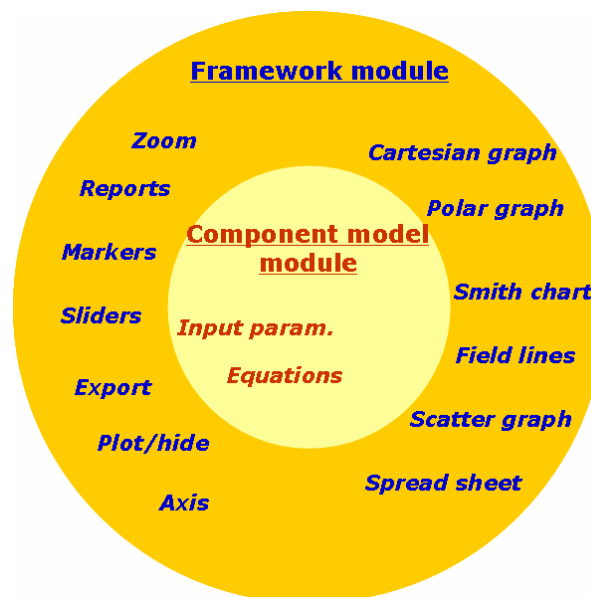 Framework module
Zoom
Reports
Markers
Sliders
Export
Plot/hide
Axis
Component model
module
Input param.
Equations
Cartesian graph
Polar graph
Smith chart
Field lines
Scatter graph
Spread sheet